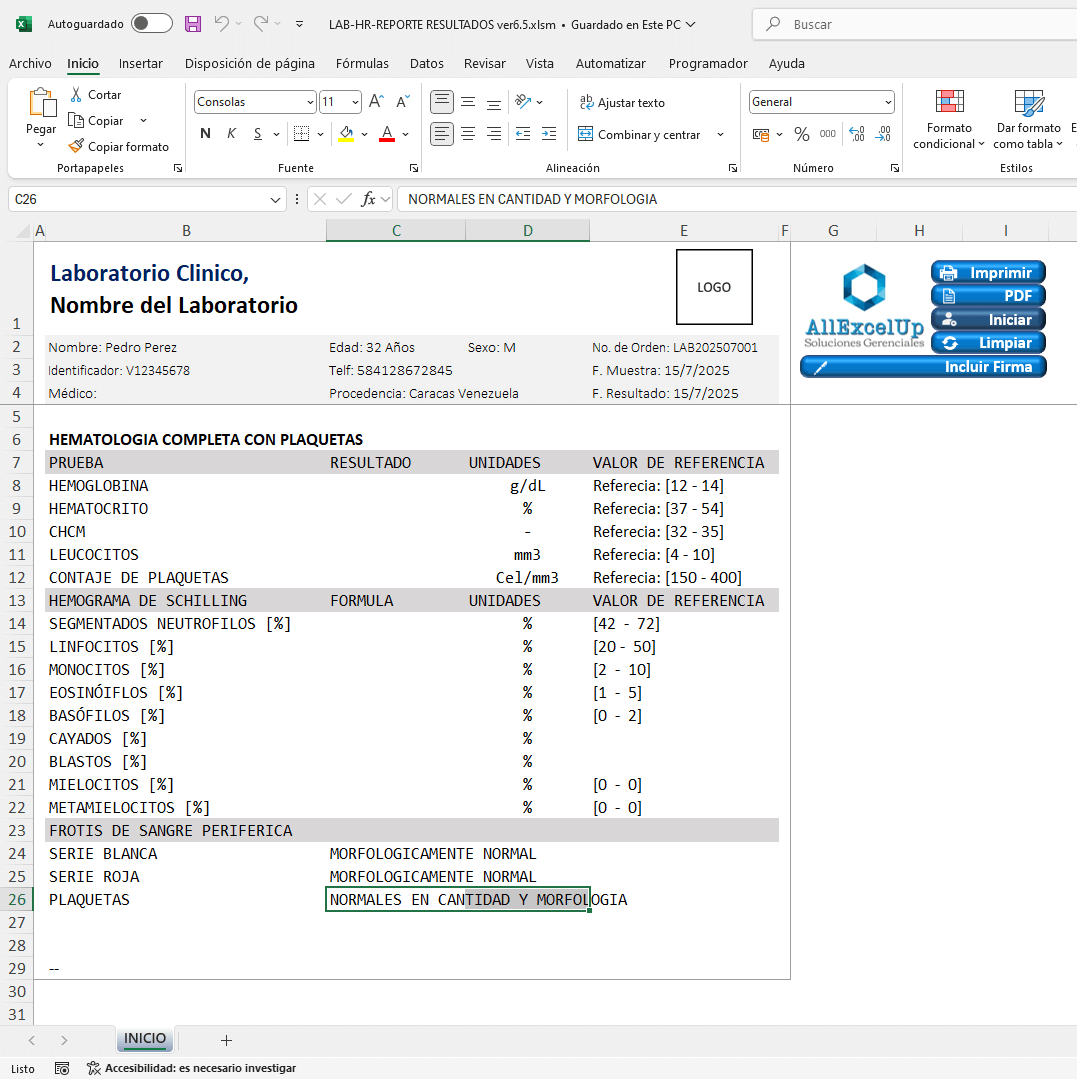 Autoguardado
LAB-HR-REPORTE RESULTADOS ver6.5.xlsm • Guardado en Este PC
Buscar
Archivo Inicio Insertar Disposición de página Fórmulas Datos Revisar Vista Automatizar Programador Ayuda
Pegar
Cortar
Copiar
Copiar formato
Portapapeles
Consolas 11 A A
N K S A
Fuente
ab Ajustar texto
Combinar y centrar
Alineación
General
% 000
Número
Formato condicional
Dar formato como tabla
E
Estilos
C26
fx NORMALES EN CANTIDAD Y MORFOLOGIA
A B C D E F G H I
1 Laboratorio Clinico,
Nombre del Laboratorio
LOGO
AllExcelUp
Soluciones Gerenciales
Imprimir
PDF
Iniciar
Limpiar
Incluir Firma
2 Nombre: Pedro Perez Edad: 32 Años Sexo: M No. de Orden: LAB202507001
3 Identificador: V12345678 Telf: 584128672845 F. Muestra: 15/7/2025
4 Médico: Procedencia: Caracas Venezuela F. Resultado: 15/7/2025
5
6 HEMATOLOGIA COMPLETA CON PLAQUETAS
7 PRUEBA RESULTADO UNIDADES VALOR DE REFERENCIA
8 HEMOGLOBINA g/dL Referecia: [12 - 14]
9 HEMATOCRITO % Referecia: [37 - 54]
10 CHCM - Referecia: [32 - 35]
11 LEUCOCITOS mm3 Referecia: [4 - 10]
12 CONTAJE DE PLAQUETAS Cel/mm3 Referecia: [150 - 400]
13 HEMOGRAMA DE SCHILLING FORMULA UNIDADES VALOR DE REFERENCIA
14 SEGMENTADOS NEUTROFILOS [%] % [42 - 72]
15 LINFOCITOS [%] % [20 - 50]
16 MONOCITOS [%] % [2 - 10]
17 EOSINÓIFLOS [%] % [1 - 5]
18 BASÓFILOS [%] % [0 - 2]
19 CAYADOS [%] %
20 BLASTOS [%] %
21 MIELOCITOS [%] % [0 - 0]
22 METAMIELOCITOS [%] % [0 - 0]
23 FROTIS DE SANGRE PERIFERICA
24 SERIE BLANCA MORFOLOGICAMENTE NORMAL
25 SERIE ROJA MORFOLOGICAMENTE NORMAL
26 PLAQUETAS NORMALES EN CANTIDAD Y MORFOLOGIA
27
28
29 --
30
31
INICIO
Listo Accesibilidad: es necesario investigar